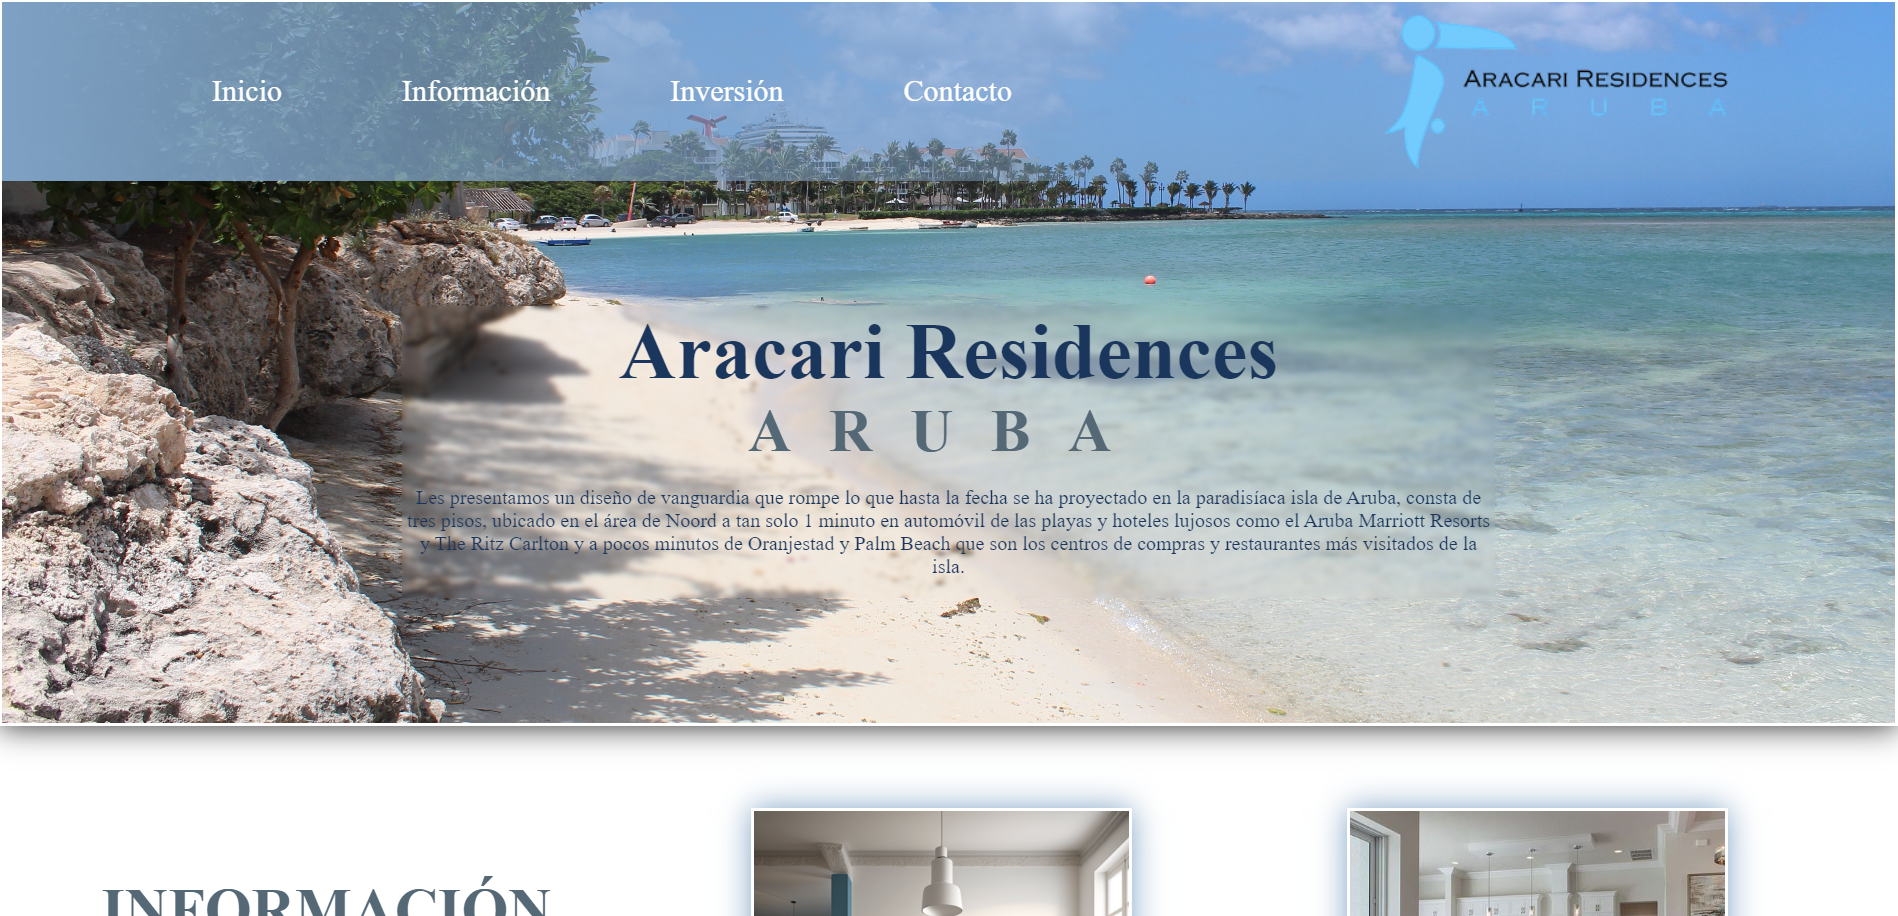 Inicio Información Inversión Contacto
ARACARI RESIDENCES
ARUBA
Aracari Residences
ARUBA
Les presentamos un diseño de vanguardia que rompe lo que hasta la fecha se ha proyectado en la paradisíaca isla de Aruba, consta de
tres pisos, ubicado en el área de Noord a tan solo 1 minuto en automóvil de las playas y hoteles lujosos como el Aruba Marriott Resorts
y The Ritz Carlton y a pocos minutos de Oranjestad y Palm Beach que son los centros de compras y restaurantes más visitados de la
isla.
INFORMACIÓN